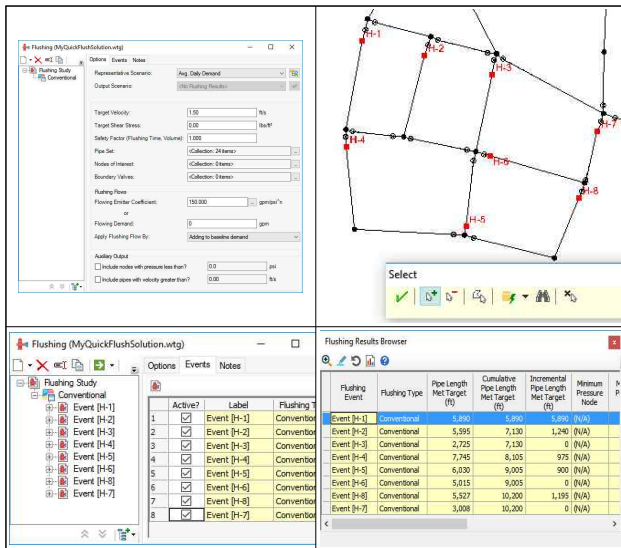 Flushing (MyQuickFlushSolution.wtg)
Flushing Study
Conventional
Options Events Notes
Representative Scenario: Avg. Daily Demand
Output Scenario: <No Flushing Results>
Target Velocity: 1.50 ft/s
Target Shear Stress: 0.00 lbs/ft²
Safety Factor (Flushing Time, Volume): 1.000
Pipe Set: <Collection: 24 items>
Nodes of Interest: <Collection: 0 items>
Boundary Valves: <Collection: 0 items>
Flushing Flows
Flowing Emitter Coefficient: 150.000 gpm/psi^n
or
Flowing Demand: 0 gpm
Apply Flushing Flow By: Adding to baseline demand
Auxiliary Output
Include nodes with pressure less than? 0.0 psi
Include pipes with velocity greater than? 0.00 ft/s
H-1
H-2
H-3
H-7
H-4
H-6
H-8
H-5
Select
Flushing (MyQuickFlushSolution.wtg)
Flushing Study
Conventional
Event [H-1]
Event [H-2]
Event [H-3]
Event [H-4]
Event [H-5]
Event [H-6]
Event [H-8]
Event [H-7]
Options Events Notes
Active? Label Flushing T
1 Event [H-1] Convention
2 Event [H-2] Convention
3 Event [H-3] Convention
4 Event [H-4] Convention
5 Event [H-5] Convention
6 Event [H-6] Convention
7 Event [H-8] Convention
8 Event [H-7] Convention
Flushing Results Browser
Flushing Event Flushing Type Pipe Length Met Target (ft) Cumulative Pipe Length Met Target (ft) Incremental Pipe Length Met Target (ft) Minimum Pressure Node
Event [H-1] Conventional 5,890 5,890 5,890 (N/A)
Event [H-2] Conventional 5,595 7,130 1,240 (N/A)
Event [H-3] Conventional 2,725 7,130 0 (N/A)
Event [H-4] Conventional 7,745 8,105 975 (N/A)
Event [H-5] Conventional 6,030 9,005 900 (N/A)
Event [H-6] Conventional 5,015 9,005 0 (N/A)
Event [H-8] Conventional 5,527 10,200 1,195 (N/A)
Event [H-7] Conventional 3,008 10,200 0 (N/A)